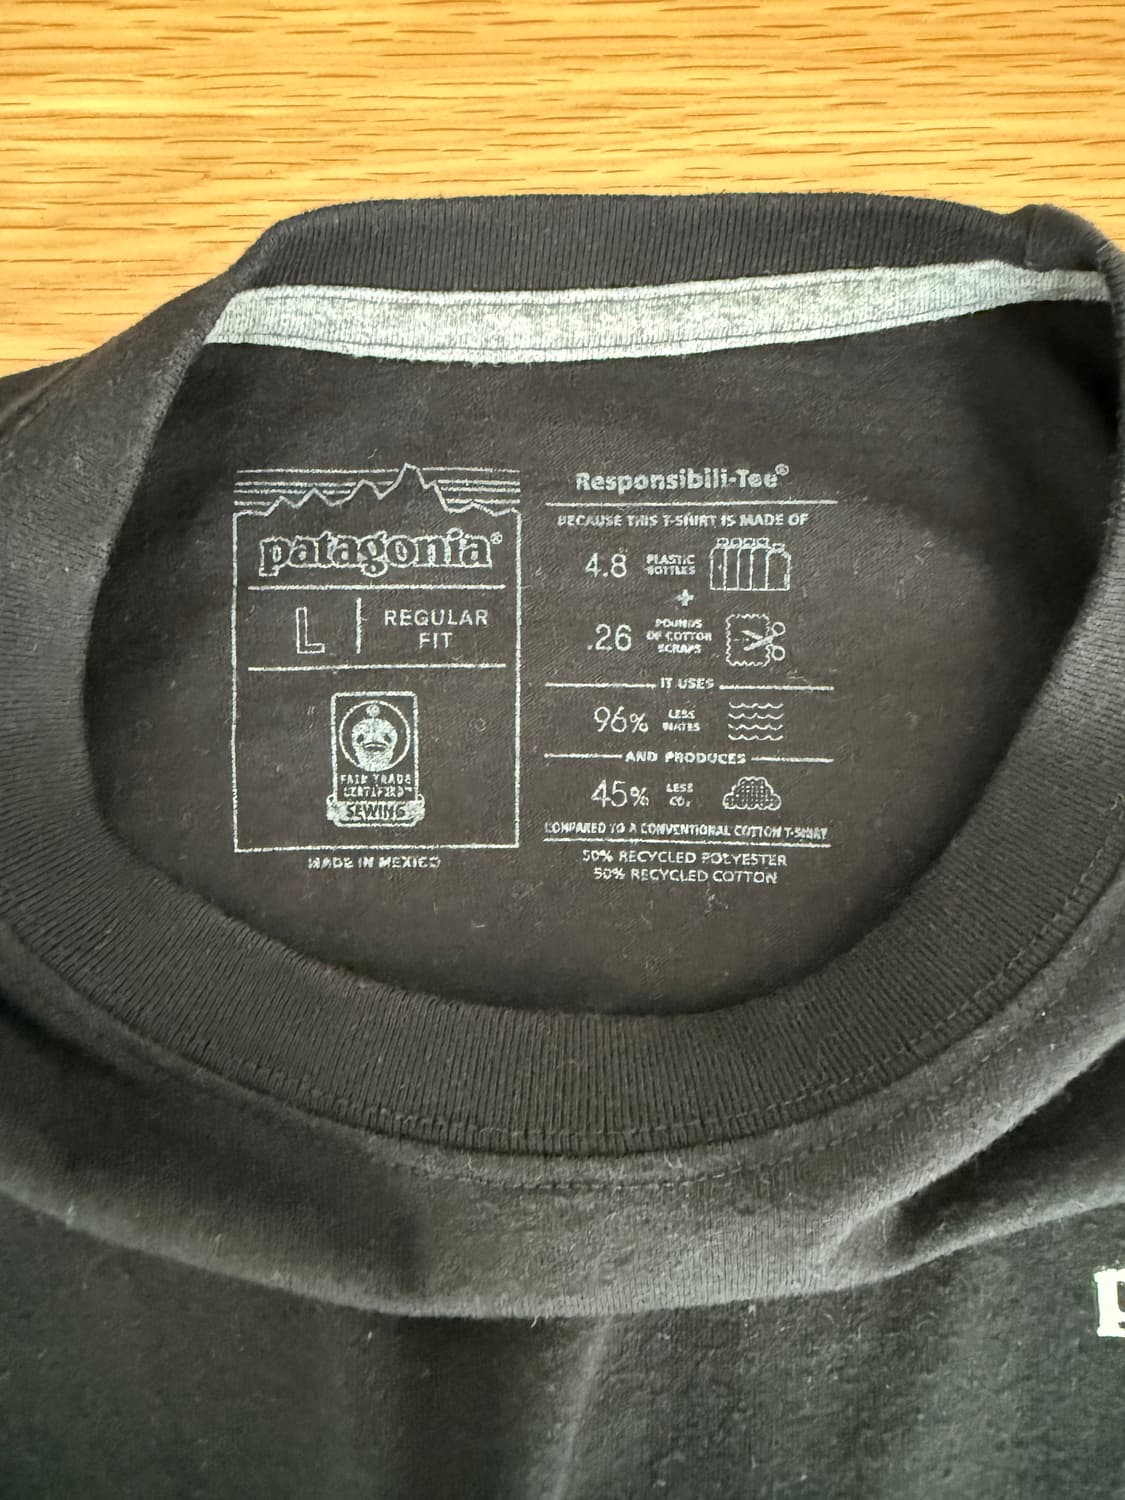 patagonia®
L
REGULAR
FIT
FAIR TRADE
CERTIFIED™
SEWING
MADE IN MEXICO
Responsibili-Tee®
BECAUSE THIS T-SHIRT IS MADE OF
4.8 PLASTIC
BOTTLES
+
.26 POUNDS
OF COTTON
SCRAPS
IT USES
96% LESS
WATER
AND PRODUCES
45% LESS
CO₂
COMPARED TO A CONVENTIONAL COTTON T-SHIRT
50% RECYCLED POLYESTER
50% RECYCLED COTTON